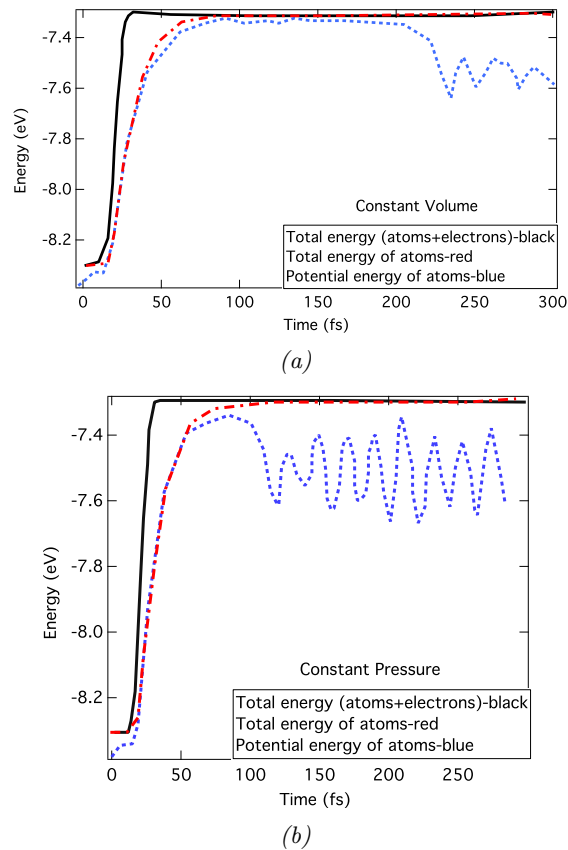 -7.4
-7.6
-7.8
-8.0
-8.2
Energy (eV)
Constant Volume
Total energy (atoms+electrons)-black
Total energy of atoms-red
Potential energy of atoms-blue
0 50 100 150 200 250 300
Time (fs)
(a)
-7.4
-7.6
-7.8
-8.0
-8.2
Energy (eV)
Constant Pressure
Total energy (atoms+electrons)-black
Total energy of atoms-red
Potential energy of atoms-blue
0 50 100 150 200 250
Time (fs)
(b)